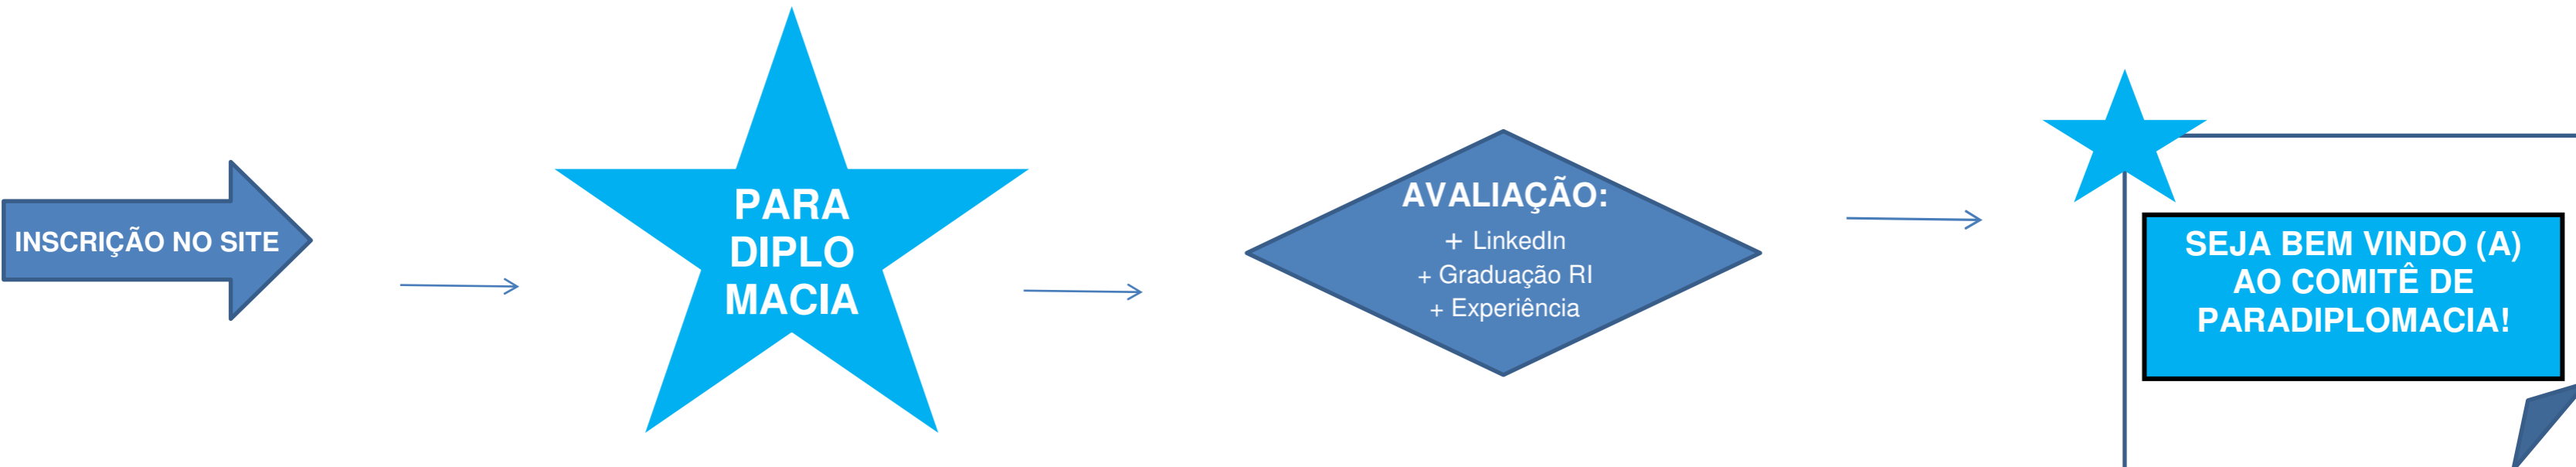 INSCRIÇÃO NO SITE
PARA
DIPLO
MACIA
AVALIAÇÃO:
+ LinkedIn
+ Graduação RI
+ Experiência
SEJA BEM VINDO (A)
AO COMITÊ DE
PARADIPLOMACIA!